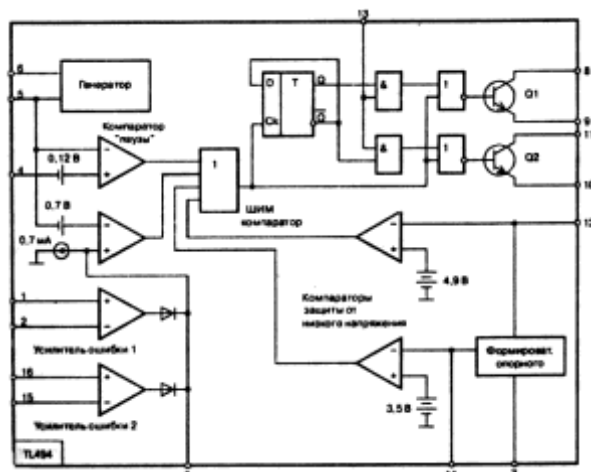 13
6
Генератор
5
D
T
Q
&
1
8
Q1
9
Компаратор
"паузы"
Ck
Q
11
0,12 В
&
1
Q2
4
1
10
0,7 В
ШИМ
компаратор
12
0,7 мА
4,9 В
1
Компараторы
защиты от
низкого напряжения
2
Усилитель ошибки 1
Формироват.
опорного
16
15
3,5 В
Усилитель ошибки 2
TL494